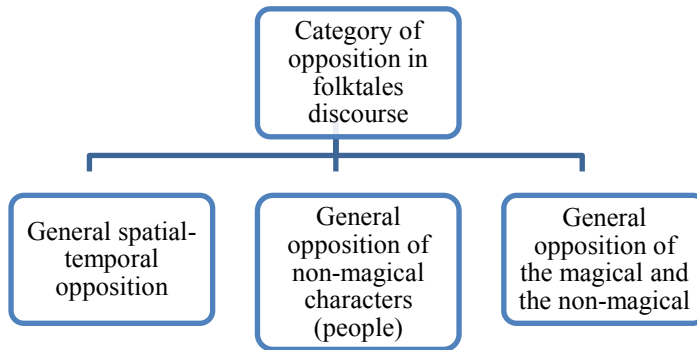 Category of
opposition in
folktales
discourse
General spatial-
temporal
opposition
General
opposition of
non-magical
characters
(people)
General
opposition of
the magical and
the non-magical